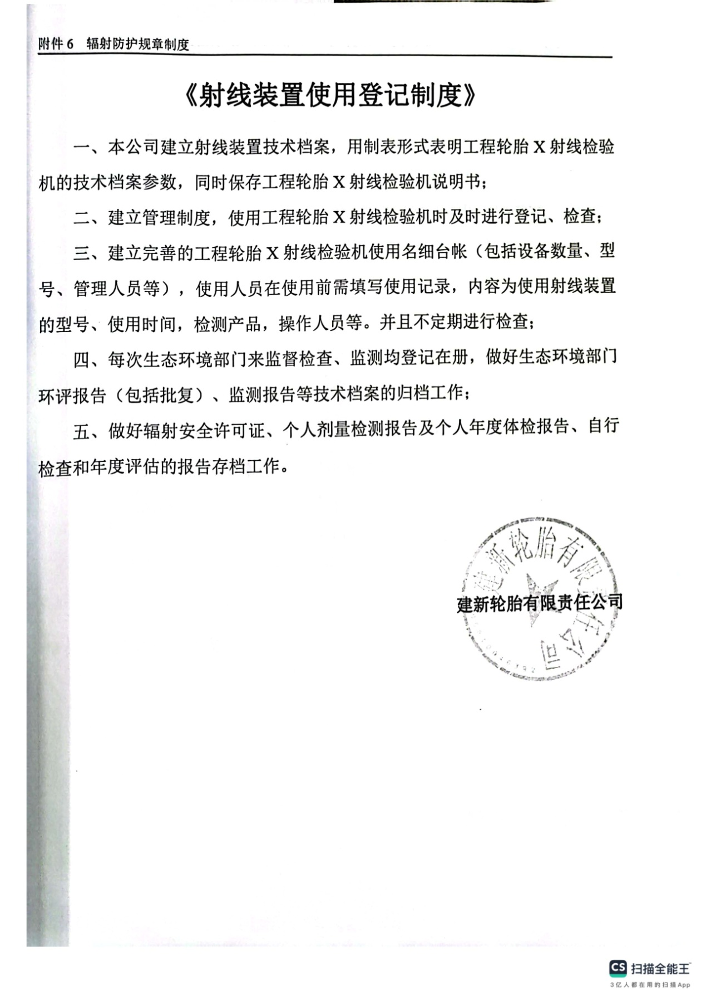 附件 6 辐射防护规章制度
《射线装置使用登记制度》
一、本公司建立射线装置技术档案，用制表形式表明工程轮胎 X 射线检验
机的技术档案参数，同时保存工程轮胎 X 射线检验机说明书；
二、建立管理制度，使用工程轮胎 X 射线检验机时及时进行登记、检查；
三、建立完善的工程轮胎 X 射线检验机使用名细台帐（包括设备数量、型
号、管理人员等），使用人员在使用前需填写使用记录，内容为使用射线装置
的型号、使用时间，检测产品，操作人员等。并且不定期进行检查；
四、每次生态环境部门来监督检查、监测均登记在册，做好生态环境部门
环评报告（包括批复）、监测报告等技术档案的归档工作；
五、做好辐射安全许可证、个人剂量检测报告及个人年度体检报告、自行
检查和年度评估的报告存档工作。
建新轮胎有限责任公司
建新轮胎有限责任公司
CS 扫描全能王
3亿人都在用的扫描App